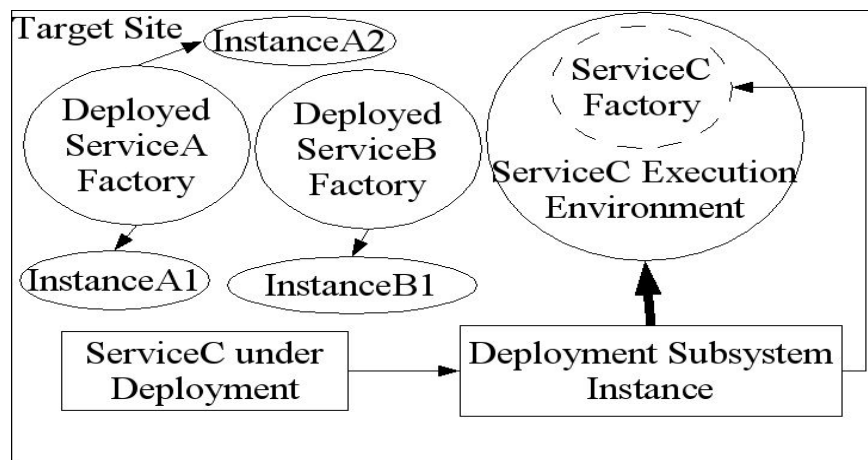 Target Site
InstanceA2
Deployed
ServiceA
Factory
Deployed
ServiceB
Factory
ServiceC
Factory
ServiceC Execution
Environment
InstanceA1
InstanceB1
ServiceC under
Deployment
Deployment Subsystem
Instance